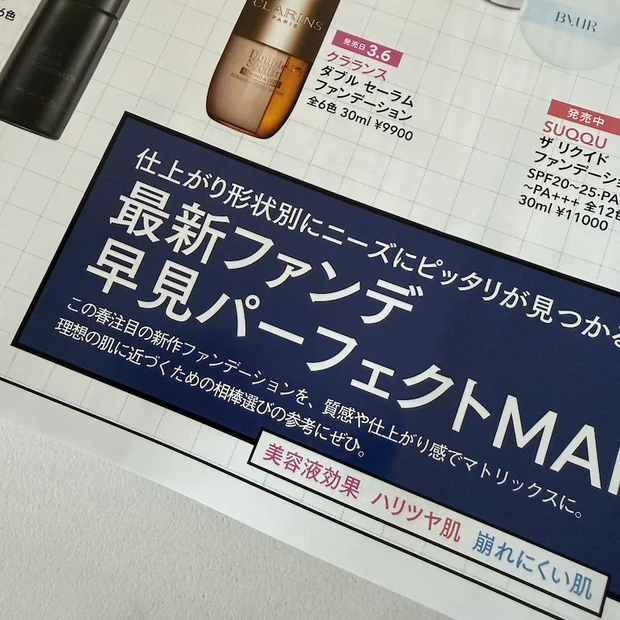 6色
CLARINS
PARIS
Double Serum
BYUR
発売日3.6
クラランス
ダブル セーラム
ファンデーション
全6色 30ml ¥9900
発売中
SUQQU
ザ リクイド
ファンデーショ
SPF20~25・PA
~PA+++ 全12色
30ml ¥11000
仕上がり形状別にニーズにピッタリが見つかる
最新ファンデ
早見パーフェクトMAP
この春注目の新作ファンデーションを、質感や仕上がり感でマトリックスに。
理想の肌に近づくための相棒選びの参考にぜひ。
美容液効果 ハリツヤ肌 崩れにくい肌